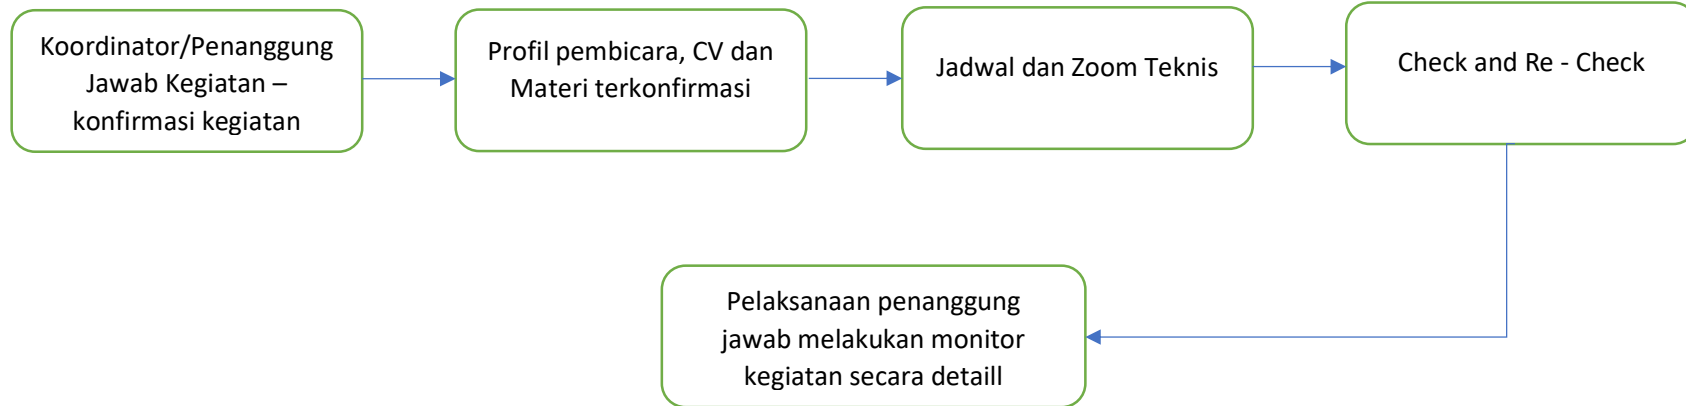 Koordinator/Penanggung
Jawab Kegiatan –
konfirmasi kegiatan
Profil pembicara, CV dan
Materi terkonfirmasi
Jadwal dan Zoom Teknis
Check and Re - Check
Pelaksanaan penanggung
jawab melakukan monitor
kegiatan secara detaill